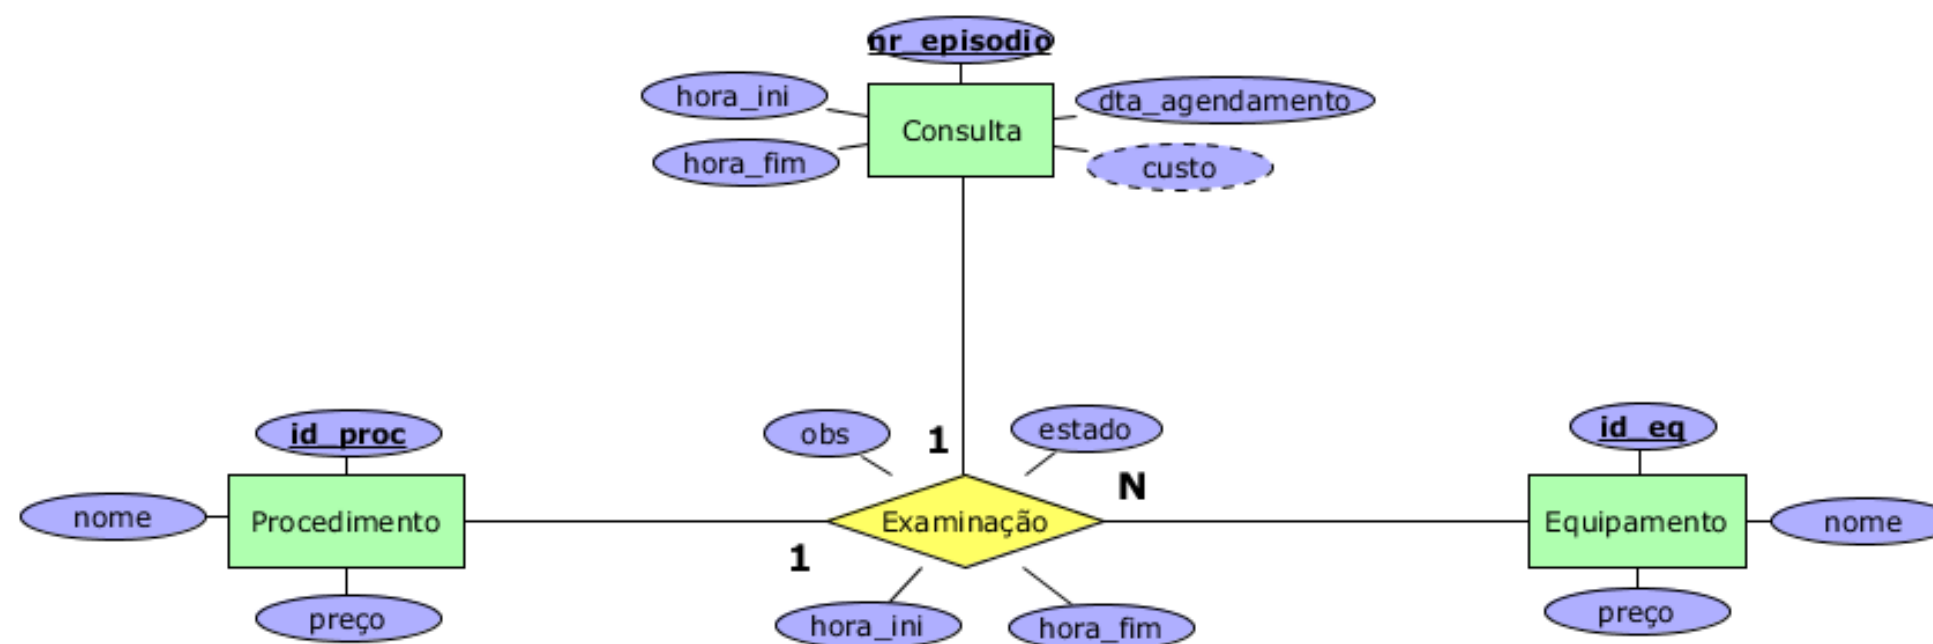 nr_episodio
hora_ini
dta_agendamento
Consulta
hora_fim
custo
id_proc
obs
1
estado
id_eq
N
nome
Procedimento
Examinação
Equipamento
nome
1
preço
hora_ini
hora_fim
preço